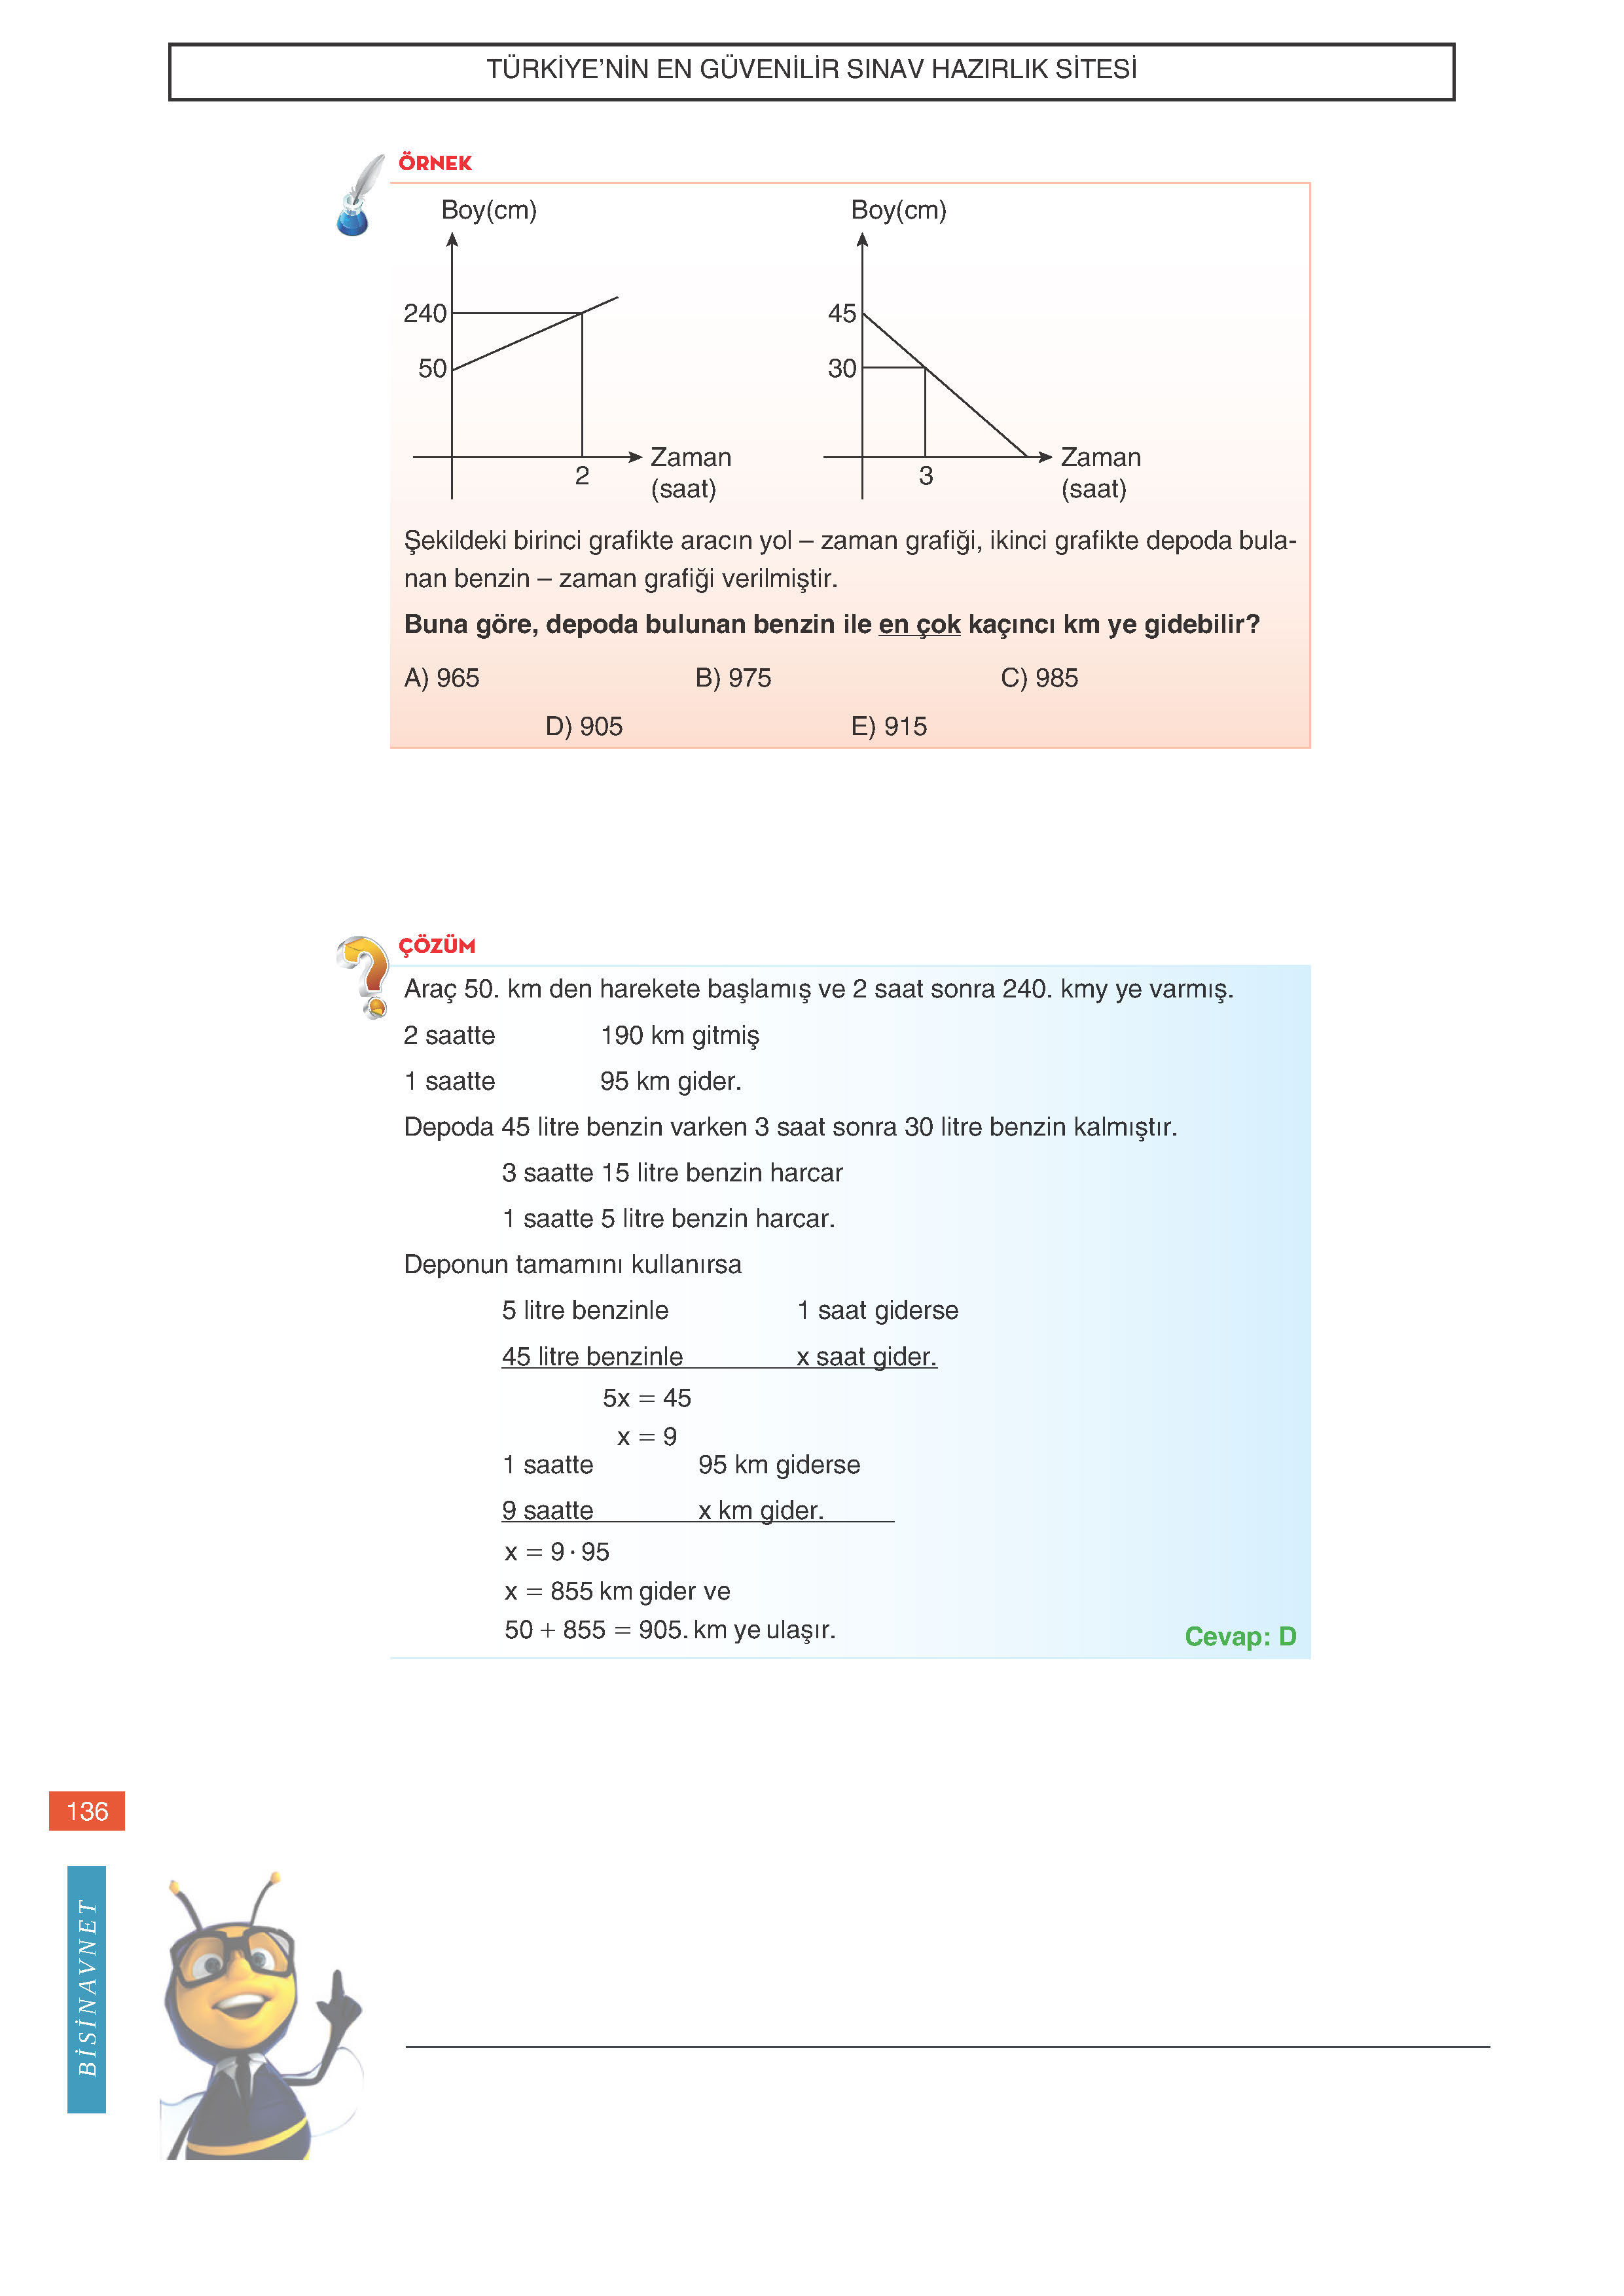 TÜRKİYE'NİN EN GÜVENİLİR SINAV HAZIRLIK SİTESİ
ÖRNEK
Boy(cm)
240
50
2
Zaman
(saat)
Boy(cm)
45
30
3
Zaman
(saat)
Şekildeki birinci grafikte aracın yol – zaman grafiği, ikinci grafikte depoda bula-
nan benzin – zaman grafiği verilmiştir.
Buna göre, depoda bulunan benzin ile en çok kaçıncı km ye gidebilir?
A) 965 B) 975 C) 985
D) 905 E) 915
ÇÖZÜM
Araç 50. km den harekete başlamış ve 2 saat sonra 240. kmy ye varmış.
2 saatte 190 km gitmiş
1 saatte 95 km gider.
Depoda 45 litre benzin varken 3 saat sonra 30 litre benzin kalmıştır.
3 saatte 15 litre benzin harcar
1 saatte 5 litre benzin harcar.
Deponun tamamını kullanırsa
5 litre benzinle 1 saat giderse
45 litre benzinle x saat gider.
5x = 45
x = 9
1 saatte 95 km giderse
9 saatte x km gider.
x = 9 · 95
x = 855 km gider ve
50 + 855 = 905. km ye ulaşır.
Cevap: D
136
BİSİNAVNET